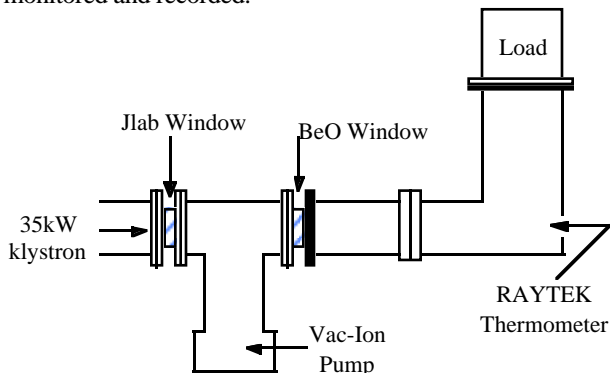 monitored and recorded.
Load
Jlab Window
BeO Window
35kW
klystron
RAYTEK
Thermometer
Vac-Ion
Pump